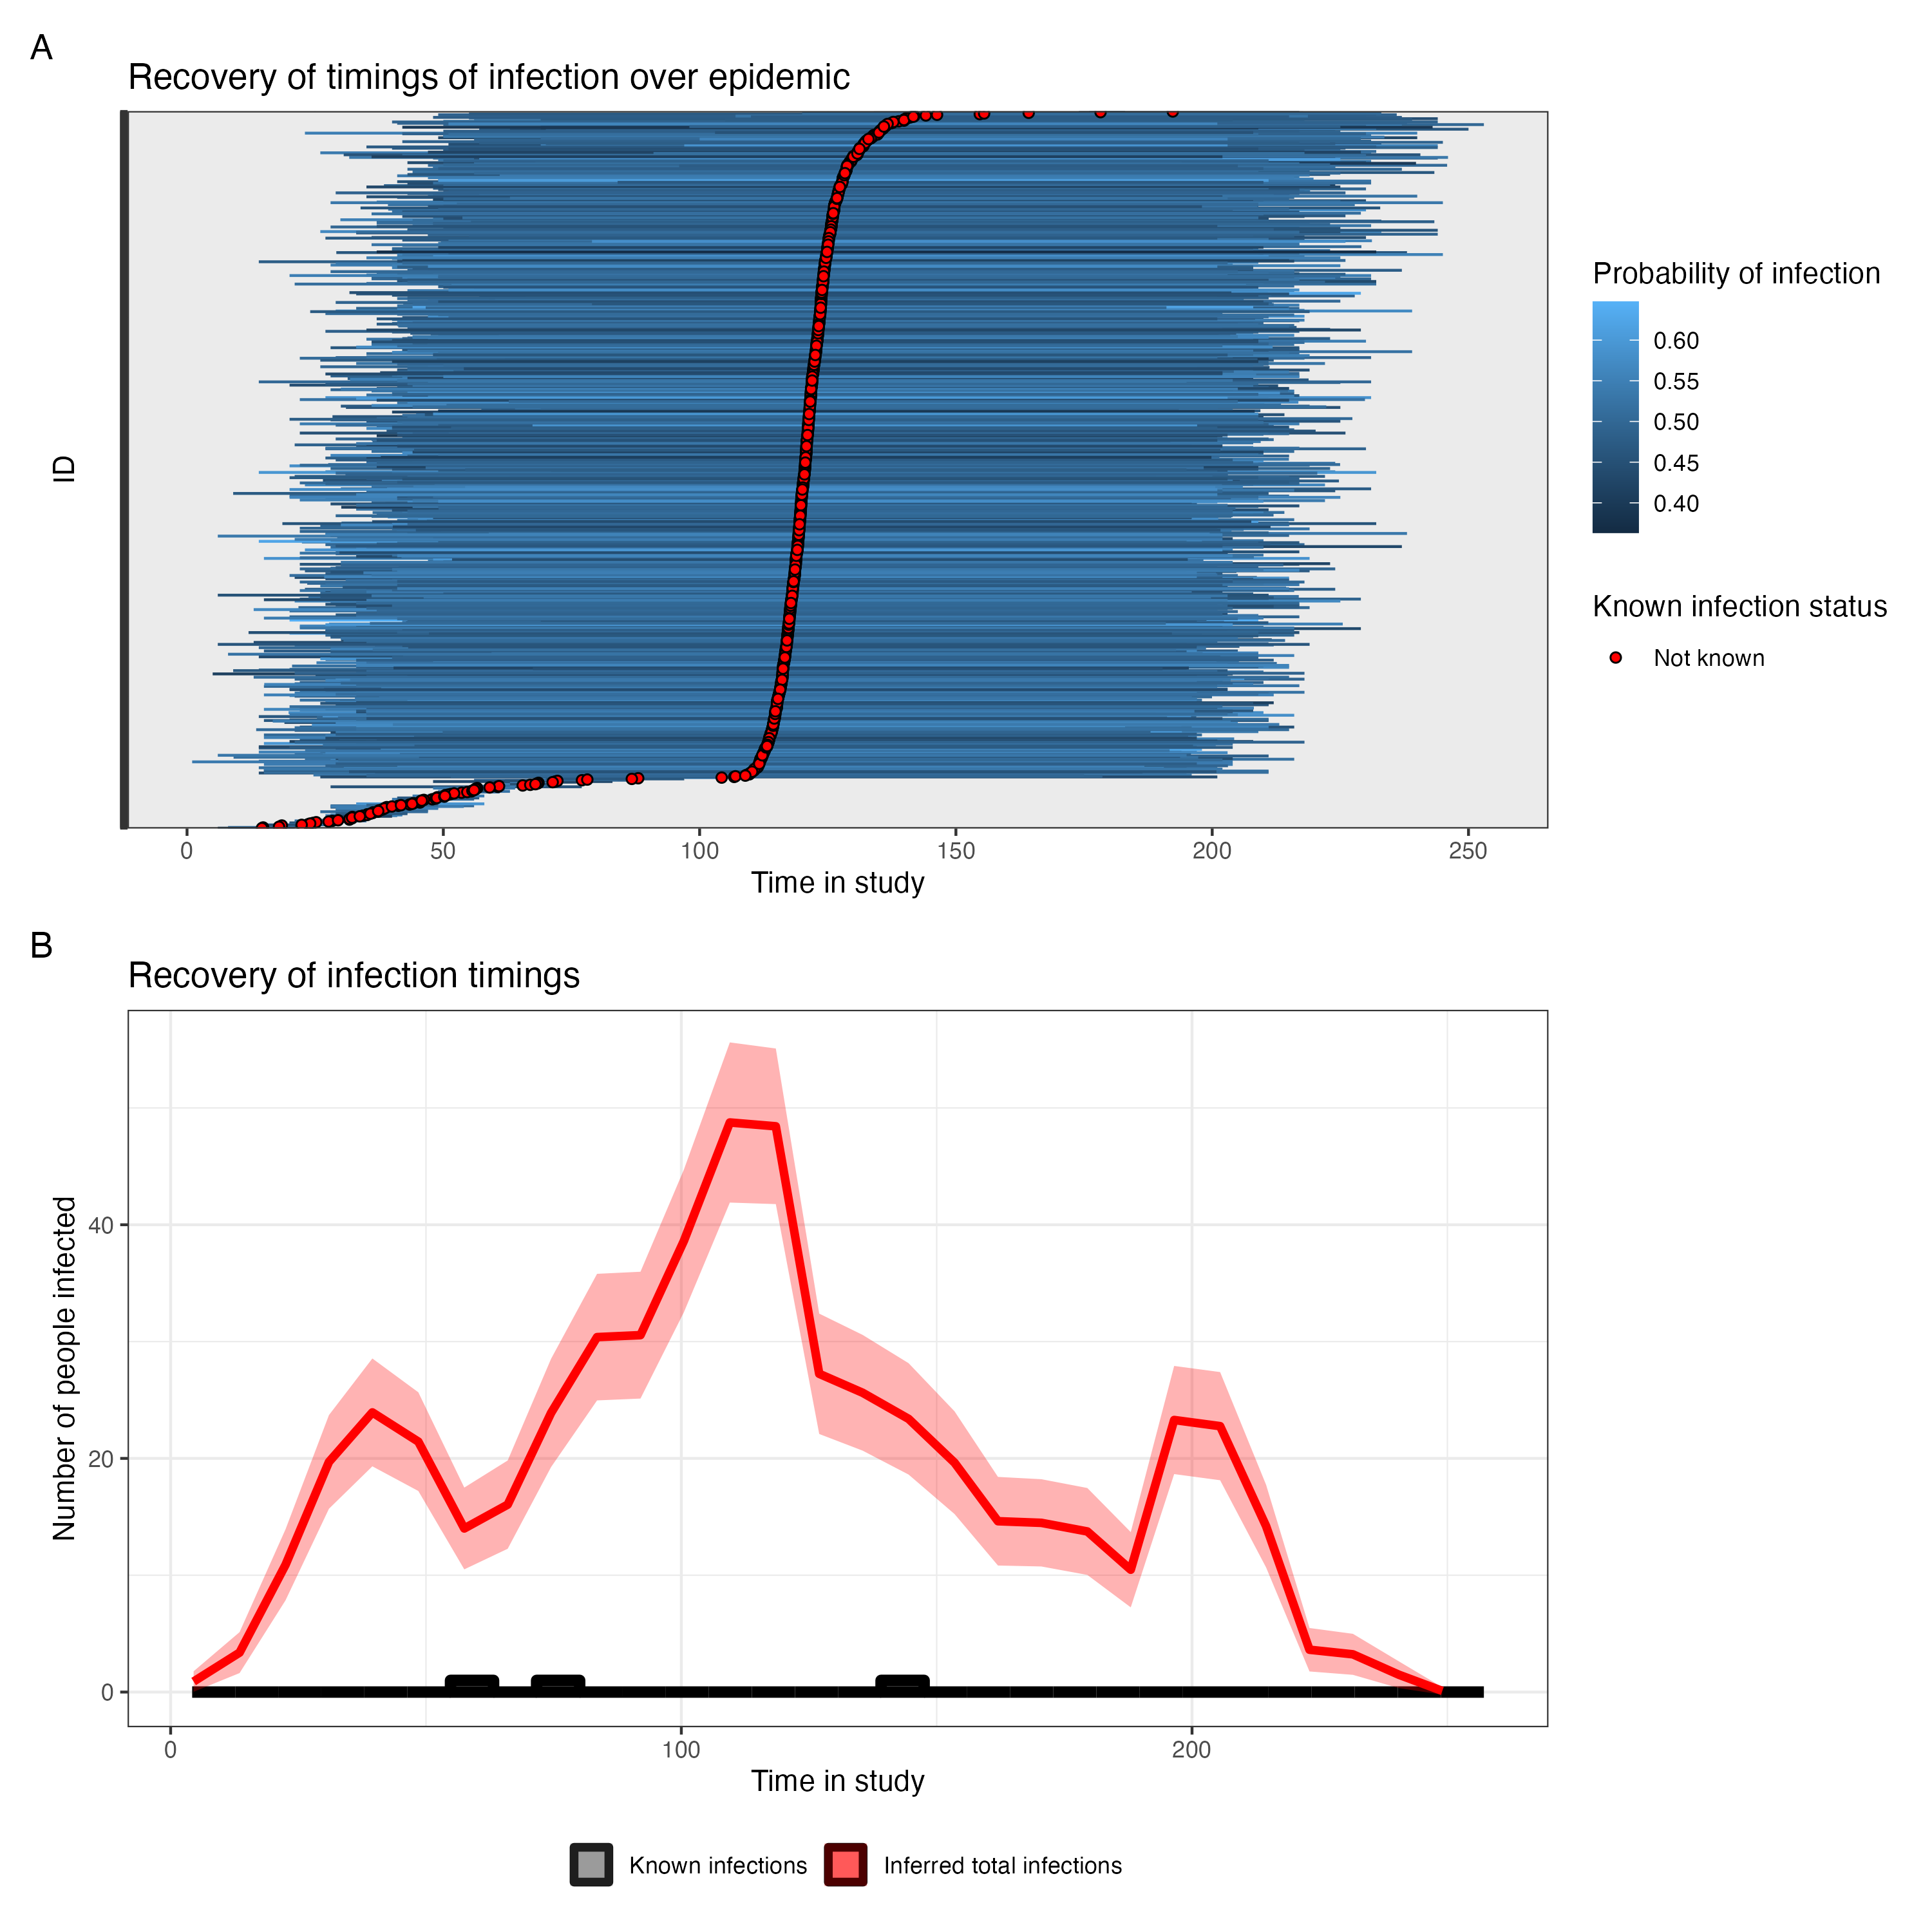 A
Recovery of timings of infection over epidemic
ID
0 50 100 150 200 250
Time in study
Probability of infection
0.60
0.55
0.50
0.45
0.40
Known infection status
Not known
B
Recovery of infection timings
Number of people infected
40
20
0
0 100 200
Time in study
Known infections Inferred total infections